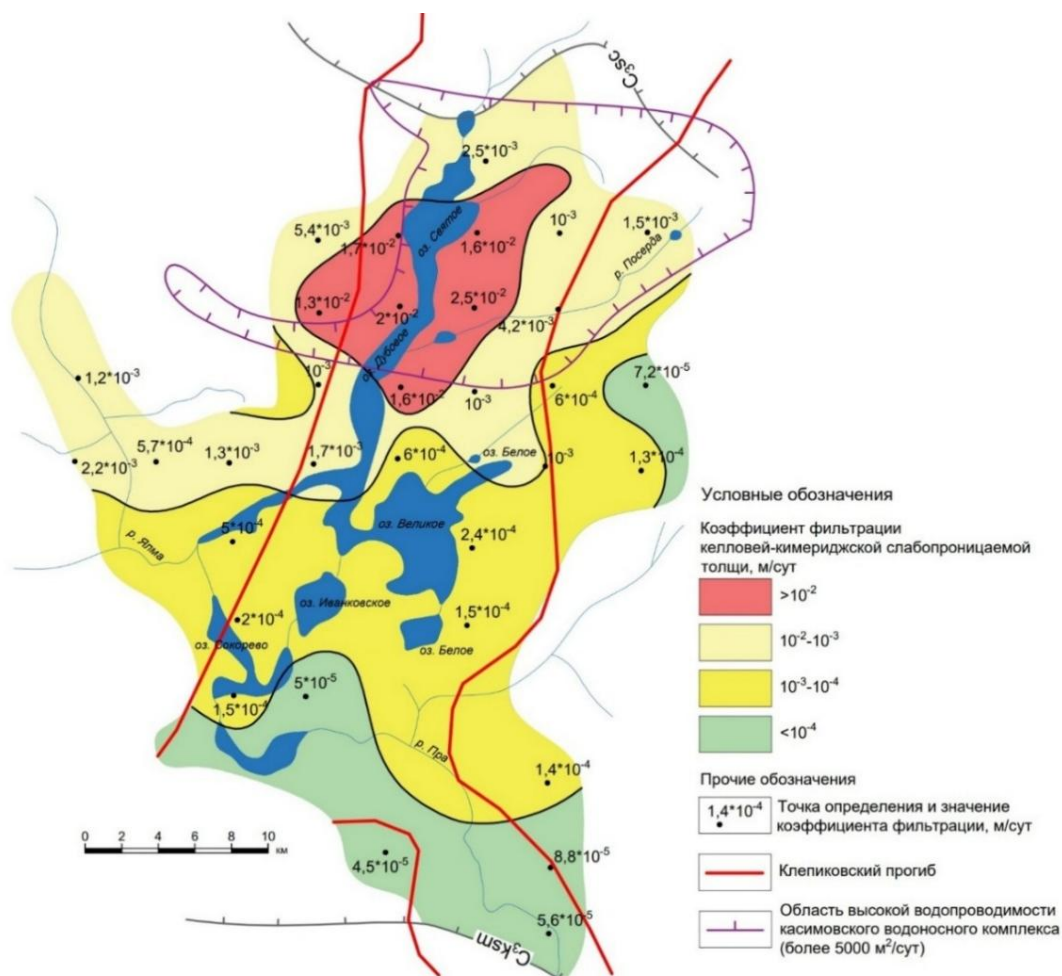 C₃sc
2,5*10⁻³
5,4*10⁻³
1,7*10⁻²
оз. Святое
1,6*10⁻²
10⁻³
1,5*10⁻³
р. Посерда
1,3*10⁻²
2*10⁻²
2,5*10⁻²
4,2*10⁻³
оз. Дубовое
1,2*10⁻³
10⁻³
1,6*10⁻²
10⁻³
6*10⁻⁴
7,2*10⁻⁵
2,2*10⁻³
5,7*10⁻⁴
1,3*10⁻³
1,7*10⁻³
6*10⁻⁴
оз. Белое
10⁻³
1,3*10⁻⁴
р. Ялма
5*10⁻⁴
оз. Великое
2,4*10⁻⁴
оз. Иванковское
2*10⁻⁴
1,5*10⁻⁴
оз. Сокорево
оз. Белое
1,5*10⁻⁴
5*10⁻⁵
р. Пра
1,4*10⁻⁴
0 2 4 6 8 10
км
4,5*10⁻⁵
8,8*10⁻⁵
5,6*10⁻⁵
C₃ksm
Условные обозначения
Коэффициент фильтрации
келловей-кимериджской слабопроницаемой
толщи, м/сут
>10⁻²
10⁻²-10⁻³
10⁻³-10⁻⁴
<10⁻⁴
Прочие обозначения
1,4*10⁻⁴
Точка определения и значение
коэффициента фильтрации, м/сут
Клепиковский прогиб
Область высокой водопроводимости
касимовского водоносного комплекса
(более 5000 м²/сут)